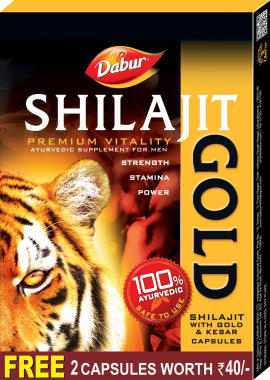 Dabur
SHILAJIT
GOLD
PREMIUM VITALITY
AYURVEDIC SUPPLEMENT FOR MEN
STRENGTH
STAMINA
POWER
100%
AYURVEDIC
SAFE TO USE
SHILAJIT
WITH GOLD
& KESAR
CAPSULES
FREE 2 CAPSULES WORTH ₹40/-